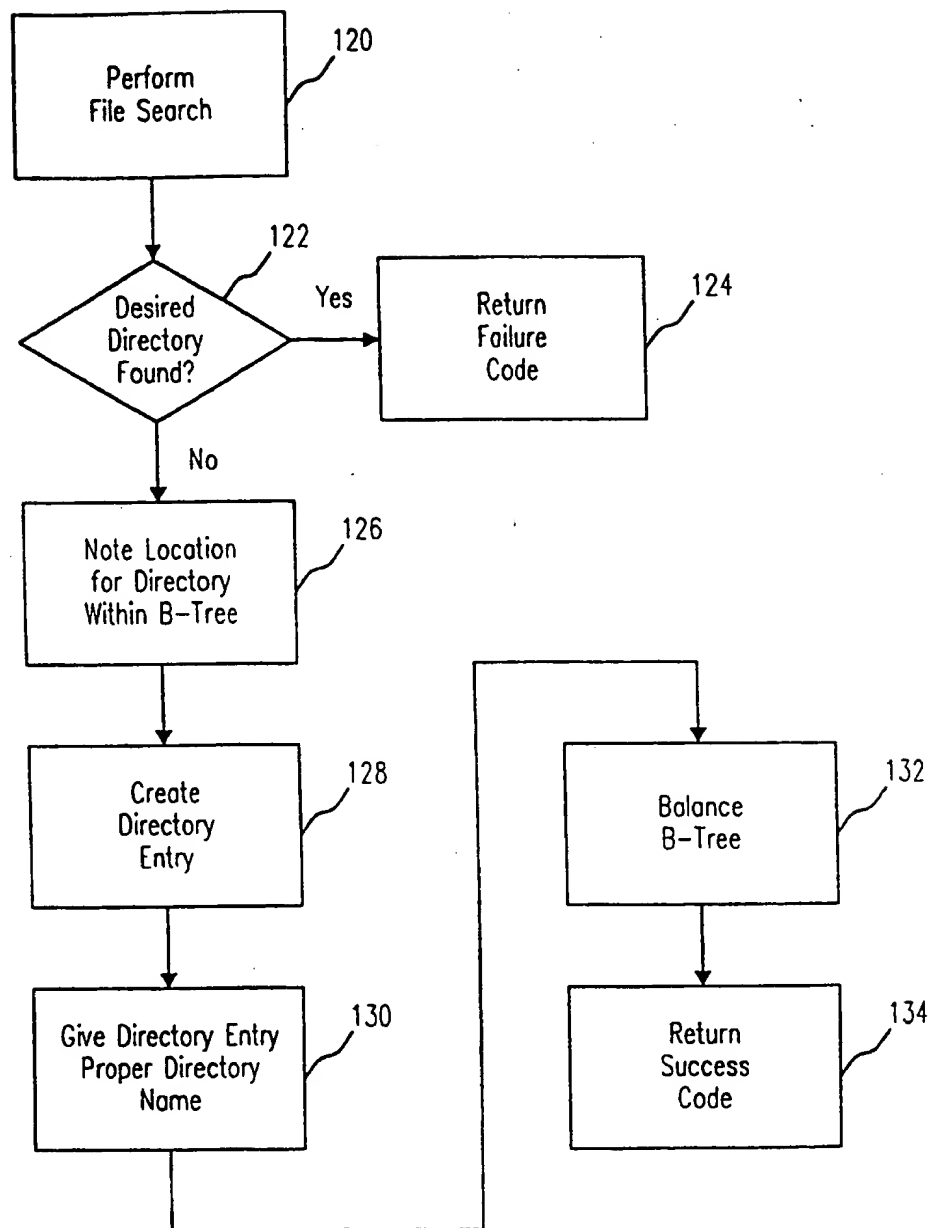 Perform
File Search
120
122
Desired
Directory
Found?
Yes
Return
Failure
Code
124
No
Note Location
for Directory
Within B-Tree
126
Create
Directory
Entry
128
Give Directory Entry
Proper Directory
Name
130
Balance
B-Tree
132
Return
Success
Code
134